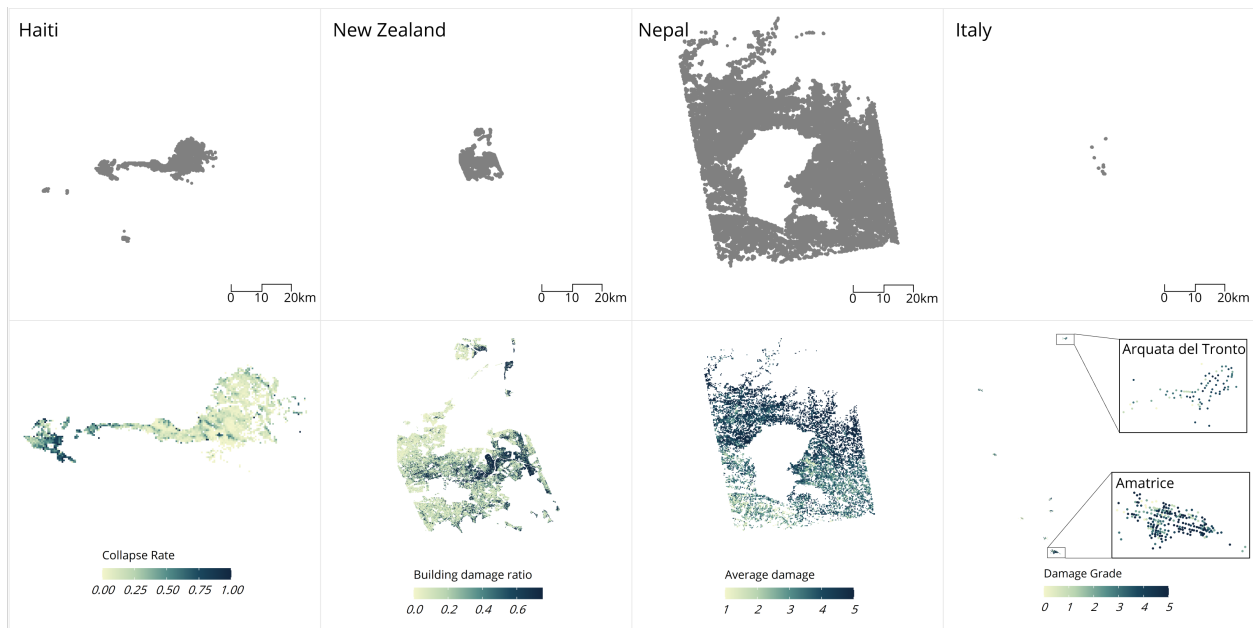 Haiti
New Zealand
Nepal
Italy
0 10 20km
0 10 20km
0 10 20km
0 10 20km
Arquata del Tronto
Amatrice
Collapse Rate
0.00 0.25 0.50 0.75 1.00
Building damage ratio
0.0 0.2 0.4 0.6
Average damage
1 2 3 4 5
Damage Grade
0 1 2 3 4 5